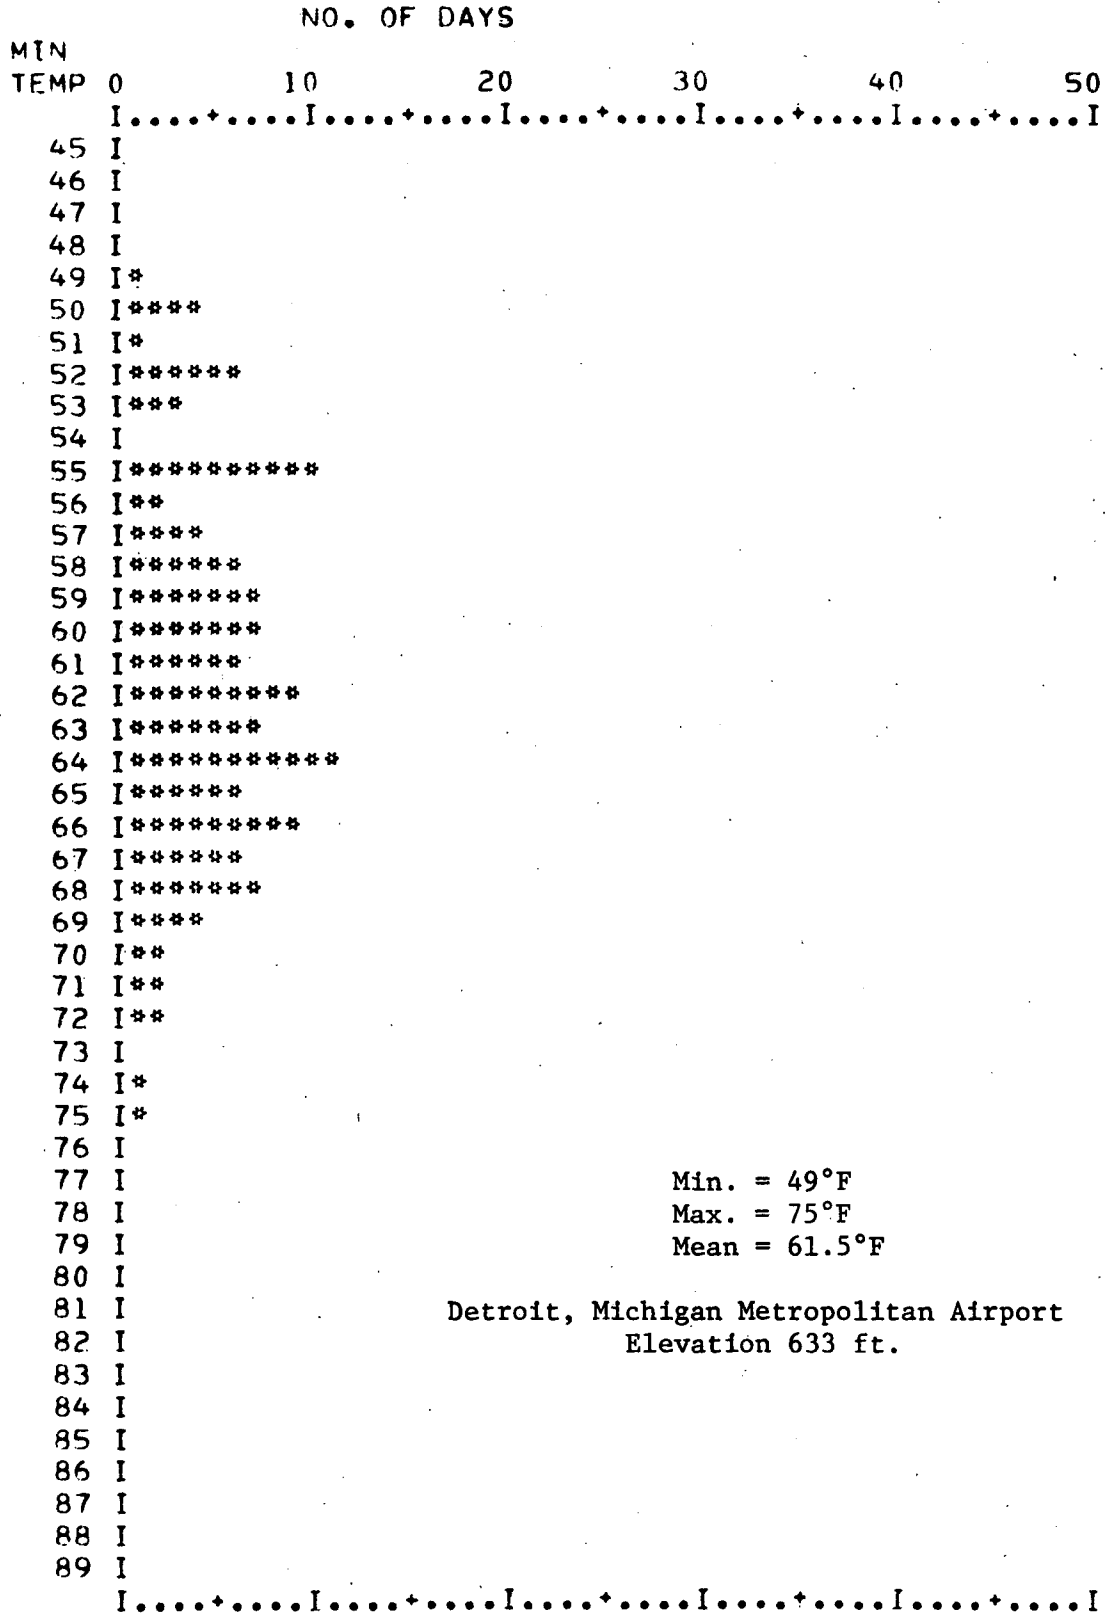 NO. OF DAYS
MIN
TEMP 0 10 20 30 40 50
I....+....I....+....I....+....I....+....I....+....I
45 I
46 I
47 I
48 I
49 I*
50 I****
51 I*
52 I******
53 I***
54 I
55 I**********
56 I**
57 I****
58 I******
59 I*******
60 I*******
61 I******
62 I*********
63 I*******
64 I***********
65 I******
66 I*********
67 I******
68 I*******
69 I****
70 I**
71 I**
72 I**
73 I
74 I*
75 I*
76 I
77 I Min. = 49°F
78 I Max. = 75°F
79 I Mean = 61.5°F
80 I
81 I Detroit, Michigan Metropolitan Airport
82 I Elevation 633 ft.
83 I
84 I
85 I
86 I
87 I
88 I
89 I
I....+....I....+....I....+....I....+....I....+....I